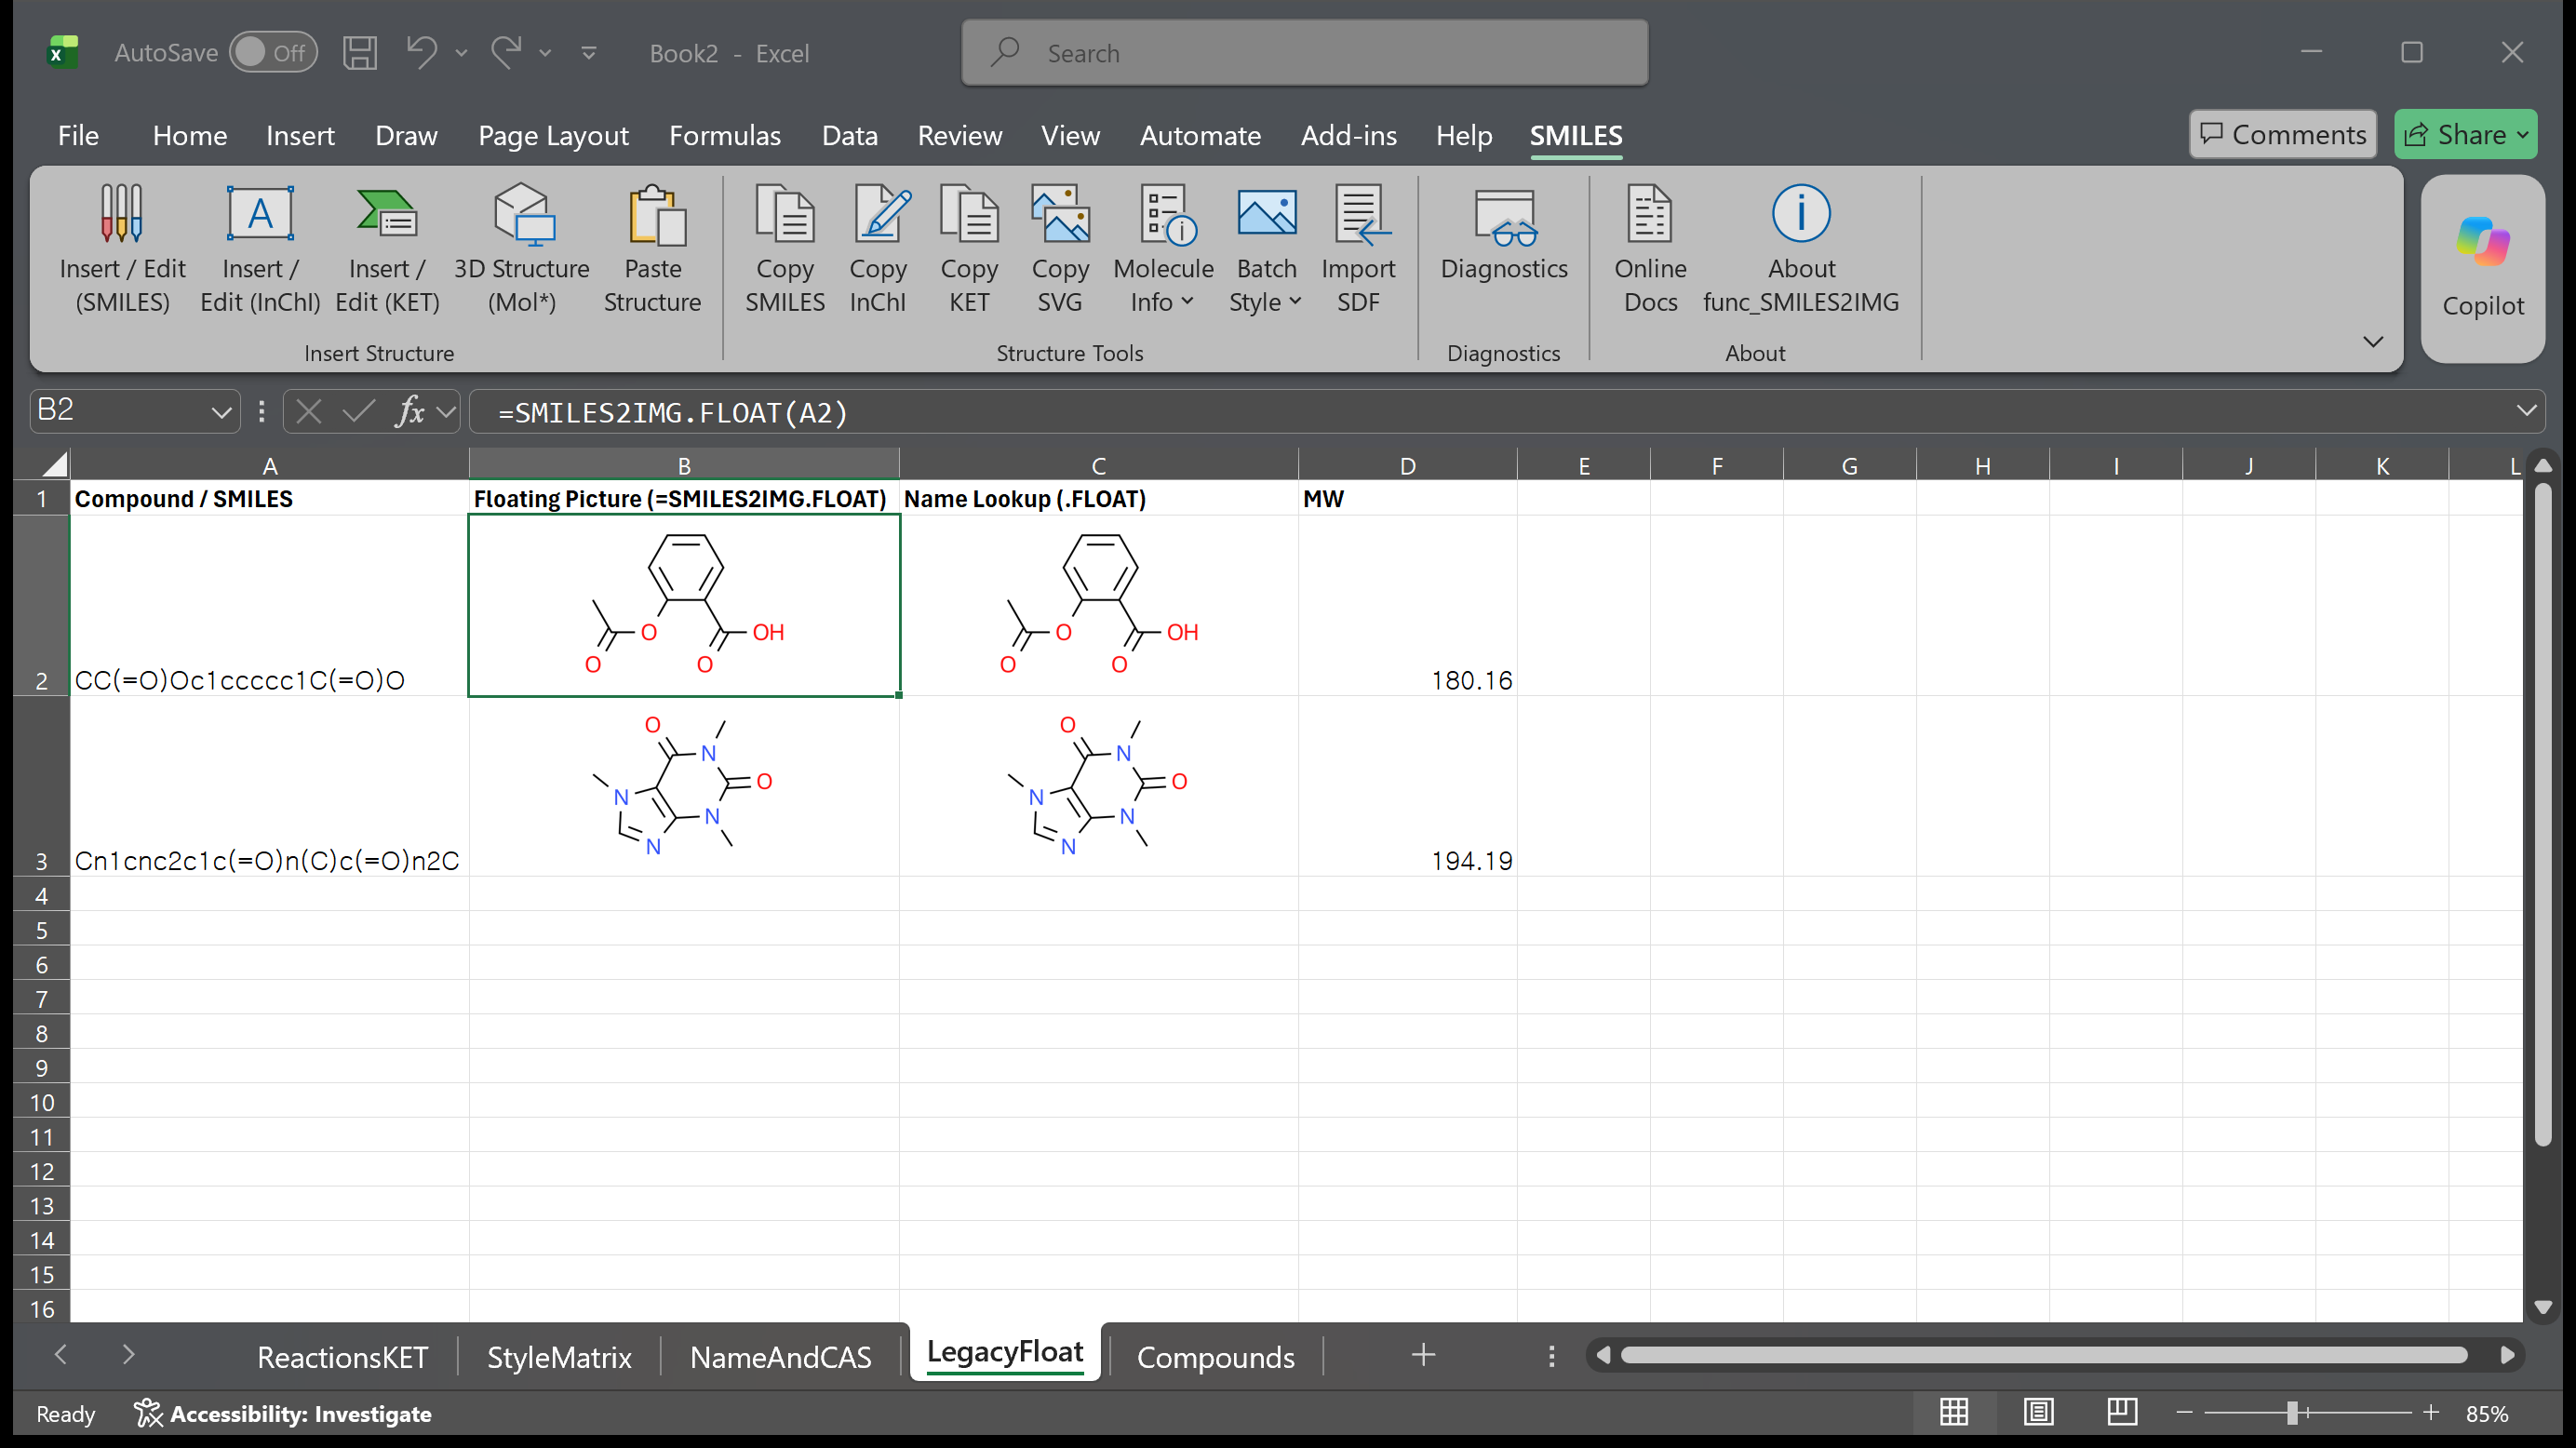 AutoSave Off Book2 - Excel Search
File Home Insert Draw Page Layout Formulas Data Review View Automate Add-ins Help SMILES Comments Share
Insert / Edit (SMILES)
Insert / Edit (InChI)
Insert / Edit (KET)
3D Structure (Mol*)
Paste Structure
Insert Structure
Copy SMILES
Copy InChI
Copy KET
Copy SVG
Molecule Info
Batch Style
Import SDF
Structure Tools
Diagnostics
Diagnostics
Online Docs
About func_SMILES2IMG
About
Copilot
B2 fx =SMILES2IMG.FLOAT(A2)
A B C D E F G H I J K L
1 Compound / SMILES Floating Picture (=SMILES2IMG.FLOAT) Name Lookup (.FLOAT) MW
O OH O O
O OH O O
2 CC(=O)Oc1ccccc1C(=O)O 180.16
O N O N N N
O N O N N N
3 Cn1cnc2c1c(=O)n(C)c(=O)n2C 194.19
4
5
6
7
8
9
10
11
12
13
14
15
16
ReactionsKET StyleMatrix NameAndCAS LegacyFloat Compounds
Ready Accessibility: Investigate 85%